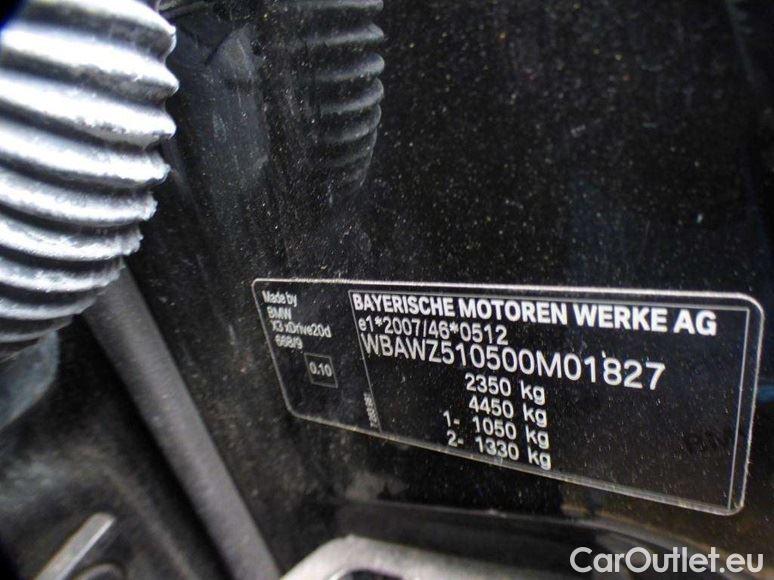 Made by
BMW
X3 xDrive20d
668/9
0.10
BAYERISCHE MOTOREN WERKE AG
e1*2007/46*0512
WBAWZ510500M01827
2350 kg
4450 kg
1- 1050 kg
2- 1330 kg
CarOutlet.eu